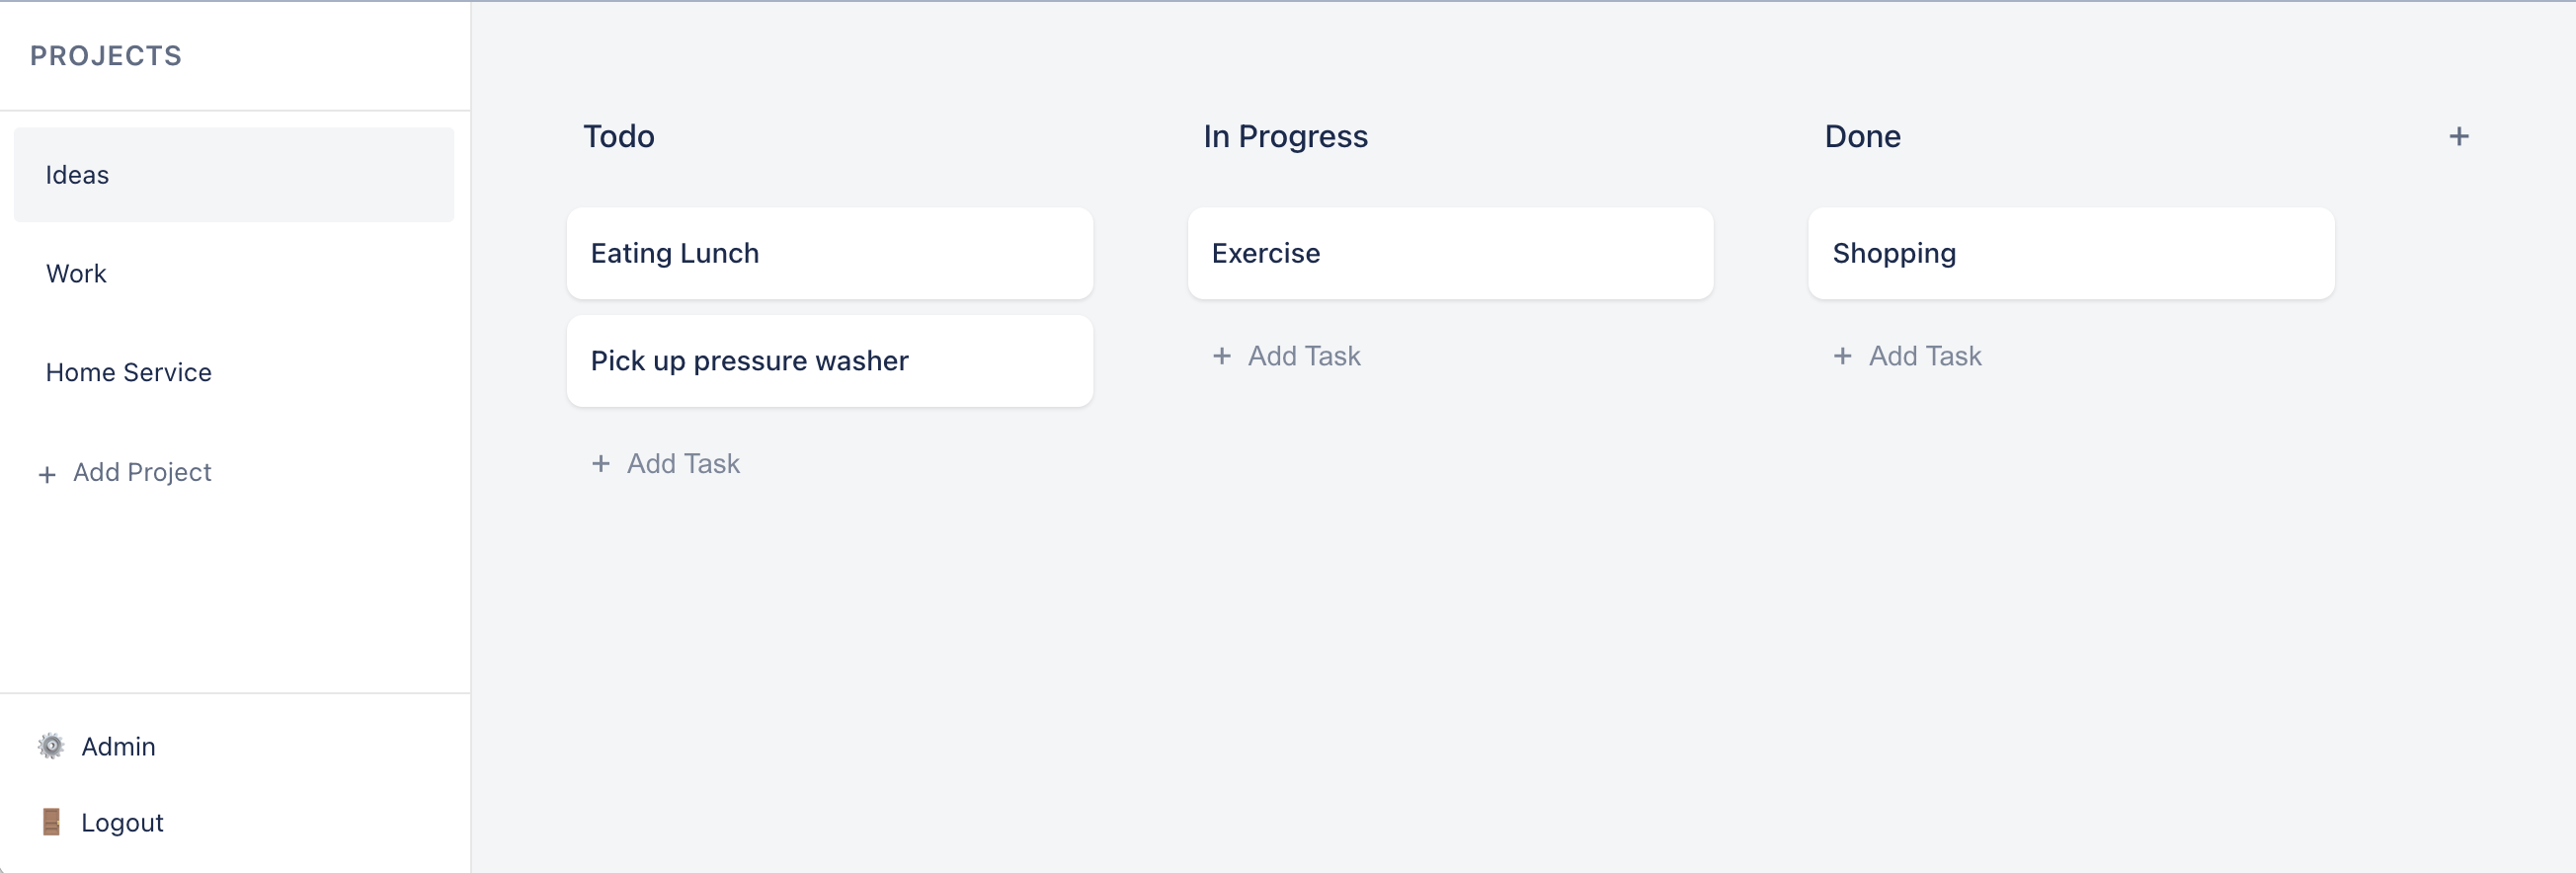 PROJECTS
Ideas
Work
Home Service
+ Add Project
Admin
Logout
Todo
Eating Lunch
Pick up pressure washer
+ Add Task
In Progress
Exercise
+ Add Task
Done
+
Shopping
+ Add Task